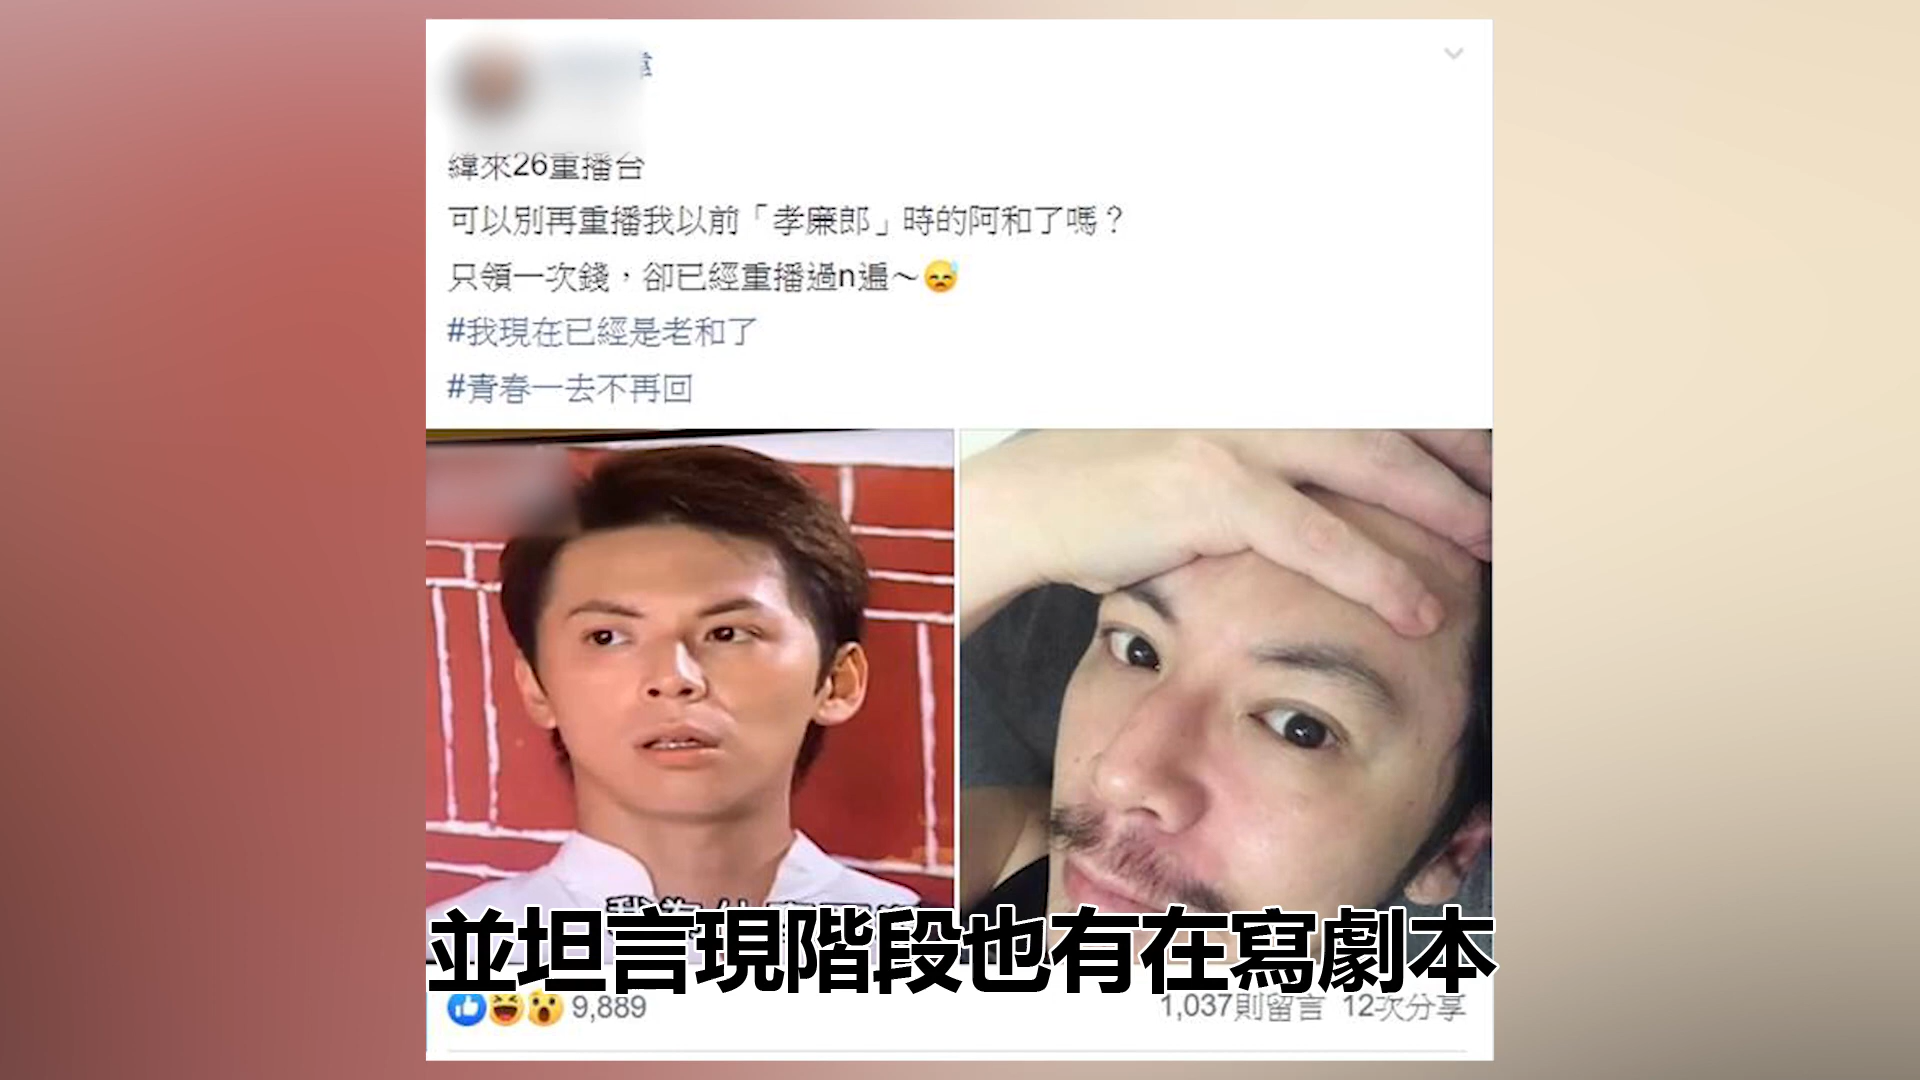 緯來26重播台
可以別再重播我以前「孝廉郎」時的阿和了嗎？
只領一次錢，卻已經重播過n遍～😓
#我現在已經是老和了
#青春一去不再回
並坦言現階段也有在寫劇本
9,889
1,037則留言 12次分享